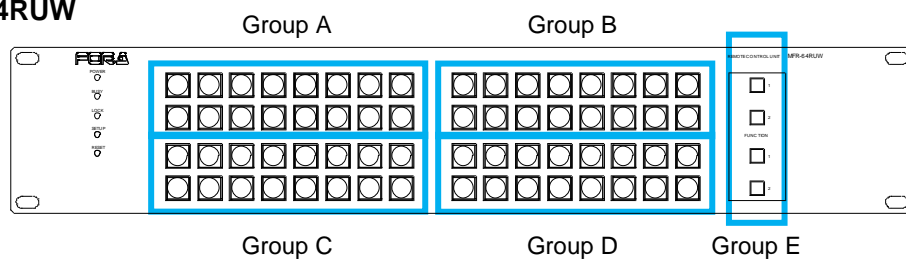 4RUW
Group A Group B
FOR.A
REMOTE CONTROL UNIT MFR-64RUW
POWER
1
BUSY
LOCK
2
SETUP
FUNCTION
RESET
1
2
Group C Group D Group E